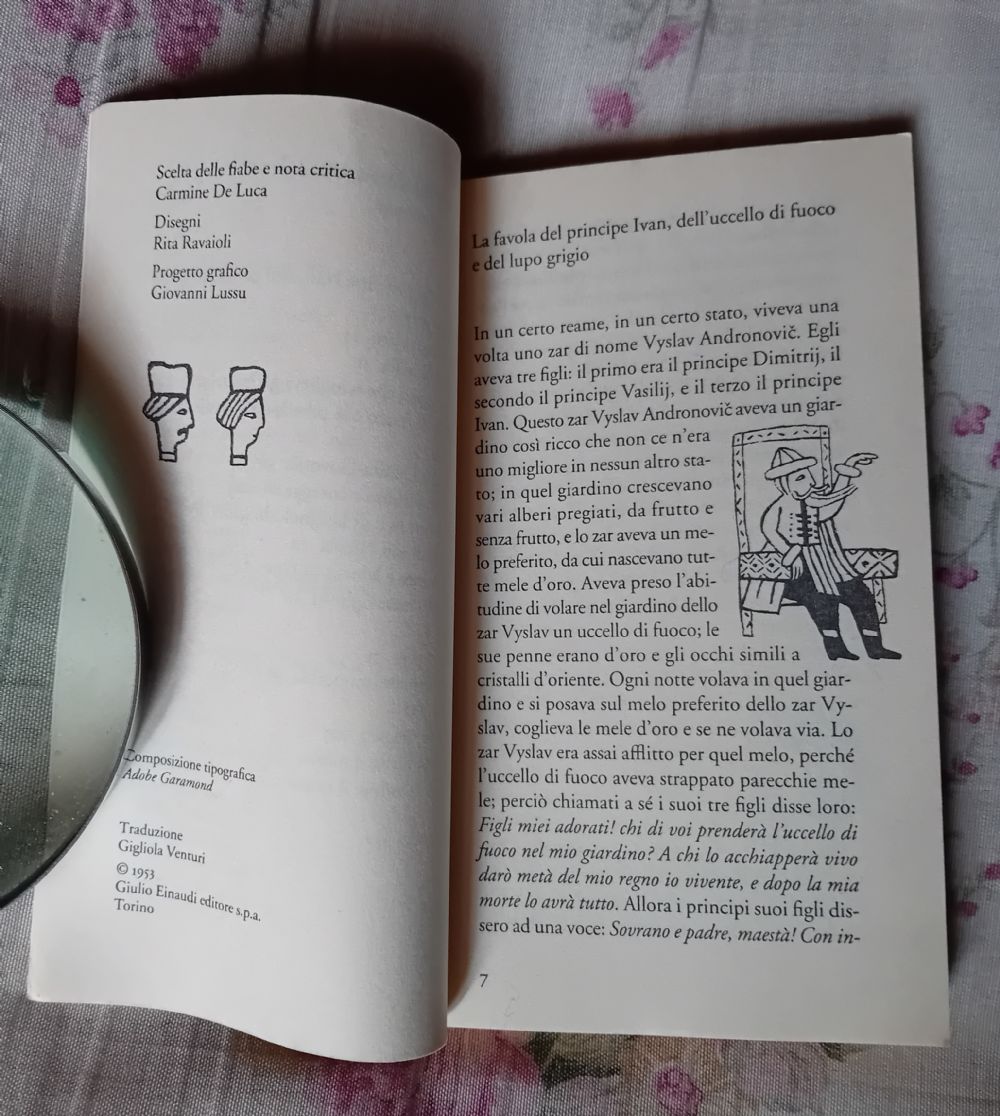 Scelta delle fiabe e nota critica
Carmine De Luca
Disegni
Rita Ravaioli
Progetto grafico
Giovanni Lussu
Composizione tipografica
Adobe Garamond
Traduzione
Gigliola Venturi
© 1953
Giulio Einaudi editore s.p.a.
Torino
La favola del principe Ivan, dell'uccello di fuoco
e del lupo grigio
In un certo reame, in un certo stato, viveva una
volta uno zar di nome Vyslav Andronovič. Egli
aveva tre figli: il primo era il principe Dimitrij, il
secondo il principe Vasilij, e il terzo il principe
Ivan. Questo zar Vyslav Andronovič aveva un giar-
dino così ricco che non ce n'era
uno migliore in nessun altro sta-
to; in quel giardino crescevano
vari alberi pregiati, da frutto e
senza frutto, e lo zar aveva un me-
lo preferito, da cui nascevano tut-
te mele d'oro. Aveva preso l'abi-
tudine di volare nel giardino dello
zar Vyslav un uccello di fuoco; le
sue penne erano d'oro e gli occhi simili a
cristalli d'oriente. Ogni notte volava in quel giar-
dino e si posava sul melo preferito dello zar Vy-
slav, coglieva le mele d'oro e se ne volava via. Lo
zar Vyslav era assai afflitto per quel melo, perché
l'uccello di fuoco aveva strappato parecchie me-
le; perciò chiamati a sé i suoi tre figli disse loro:
Figli miei adorati! chi di voi prenderà l'uccello di
fuoco nel mio giardino? A chi lo acchiapperà vivo
darò metà del mio regno io vivente, e dopo la mia
morte lo avrà tutto. Allora i principi suoi figli dis-
sero ad una voce: Sovrano e padre, maestà! Con in-
7